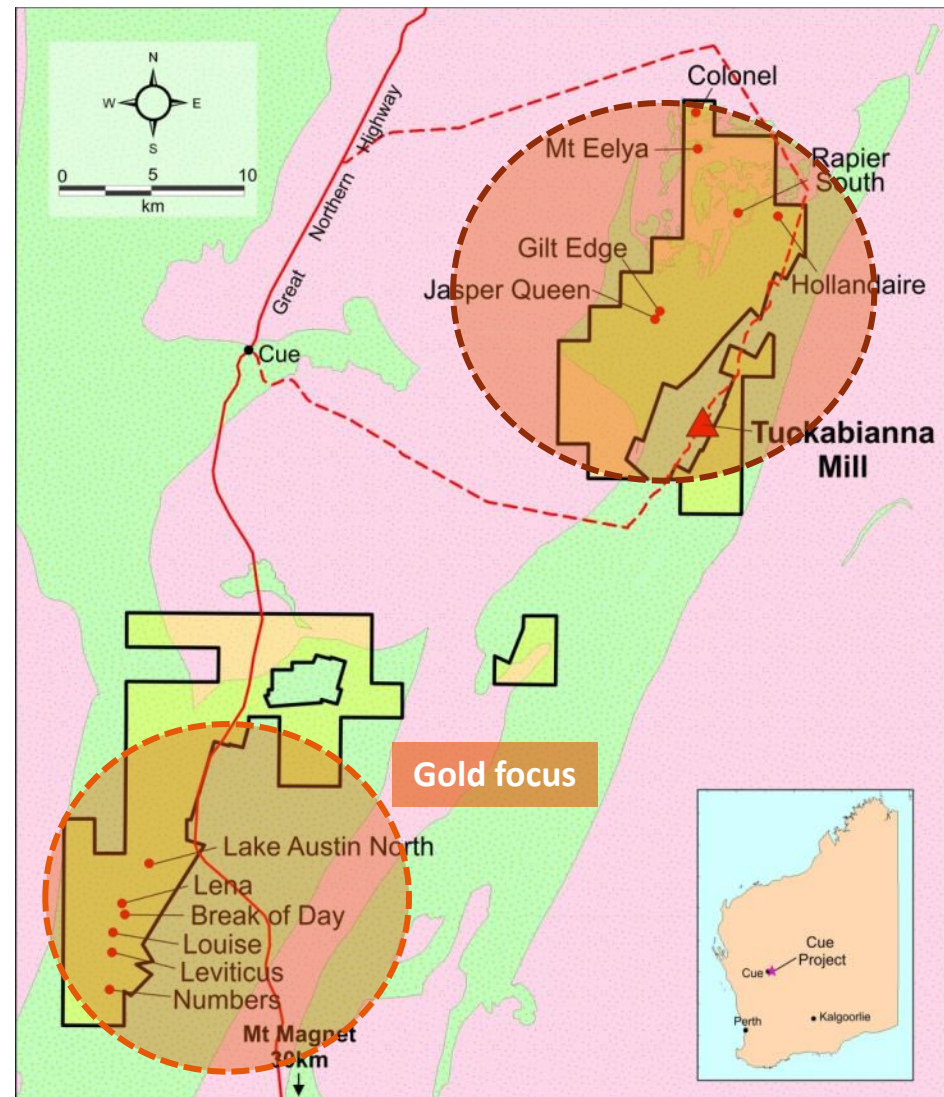 N
W E
S
0 5 10
km
Great Northern Highway
Colonel
Mt Eelya
Rapier
South
Gilt Edge
Jasper Queen
Hollandaire
Cue
Tuckabianna
Mill
Gold focus
Lake Austin North
Lena
Break of Day
Louise
Leviticus
Numbers
Mt Magnet
30km
Cue
Project
Cue
Perth
Kalgoorlie